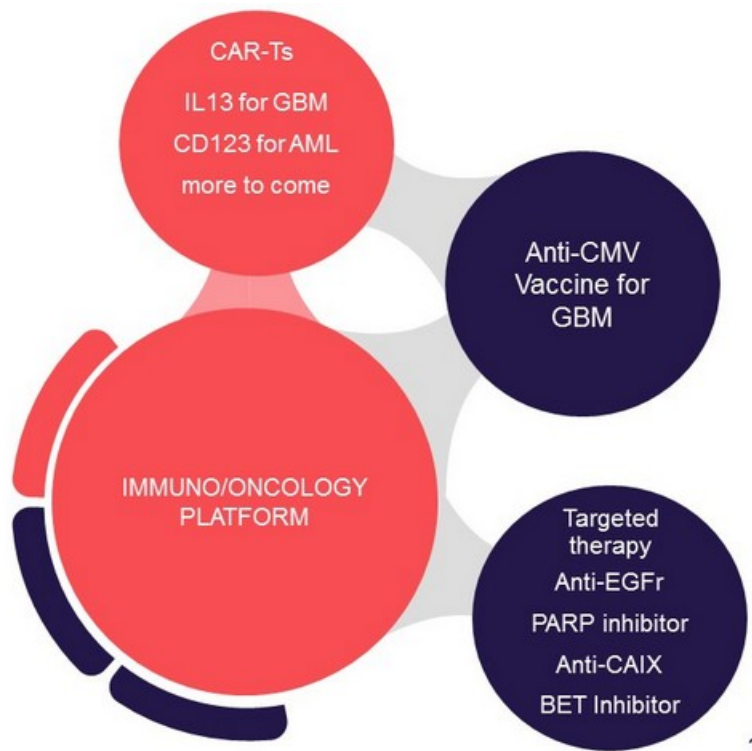 CAR-Ts
IL13 for GBM
CD123 for AML
more to come
Anti-CMV
Vaccine for
GBM
IMMUNO/ONCOLOGY
PLATFORM
Targeted
therapy
Anti-EGFr
PARP inhibitor
Anti-CAIX
BET Inhibitor